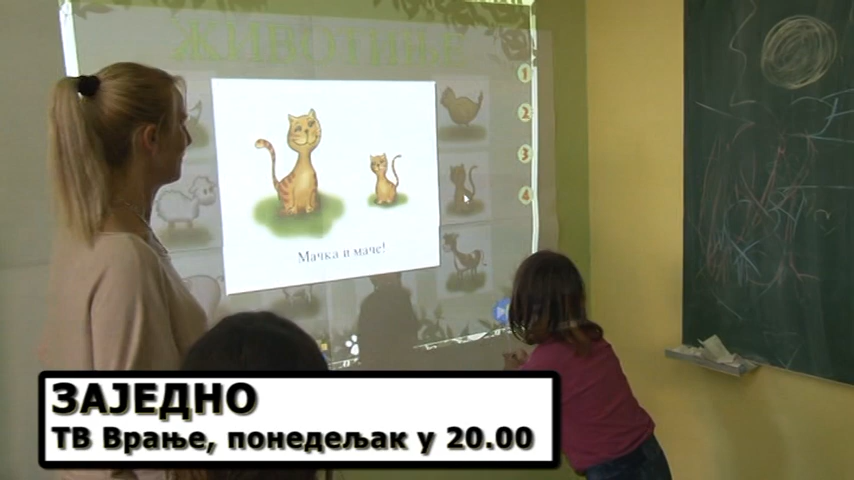 ЖИВОТИЊЕ
1
2
3
4
Мачка и маче!
ЗАЈЕДНО
ТВ Врање, понедељак у 20.00